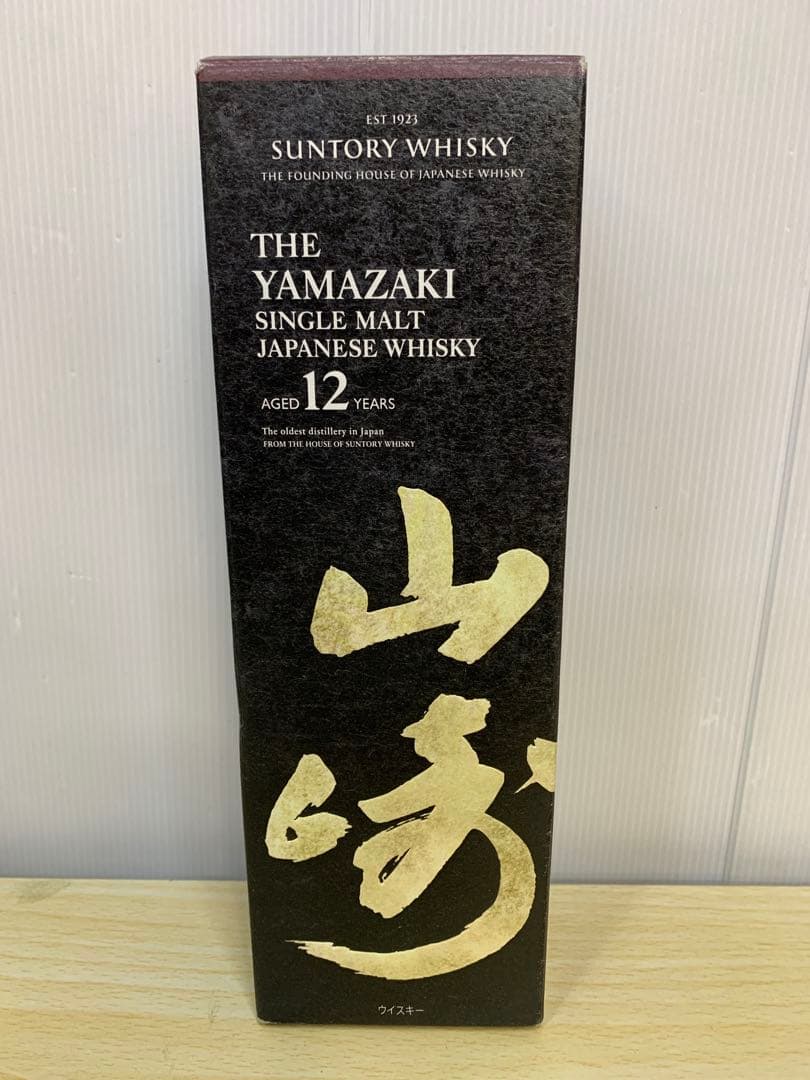 EST 1923
SUNTORY WHISKY
THE FOUNDING HOUSE OF JAPANESE WHISKY
THE
YAMAZAKI
SINGLE MALT
JAPANESE WHISKY
AGED 12 YEARS
The oldest distillery in Japan
FROM THE HOUSE OF SUNTORY WHISKY
山
崎
ウイスキー